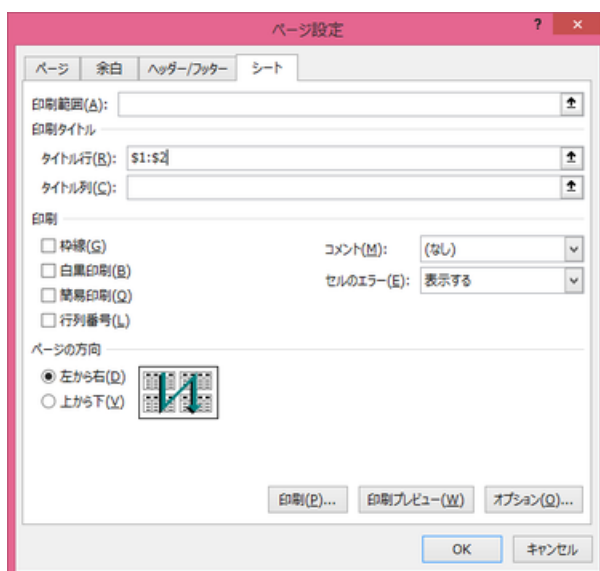 ページ設定 ? ×
ページ 余白 ヘッダー/フッター シート
印刷範囲(A):
印刷タイトル
タイトル行(R): $1:$2
タイトル列(C):
印刷
枠線(G) コメント(M): (なし)
白黒印刷(B) セルのエラー(E): 表示する
簡易印刷(Q)
行列番号(L)
ページの方向
左から右(D)
上から下(V)
印刷(P)... 印刷プレビュー(W) オプション(O)...
OK キャンセル